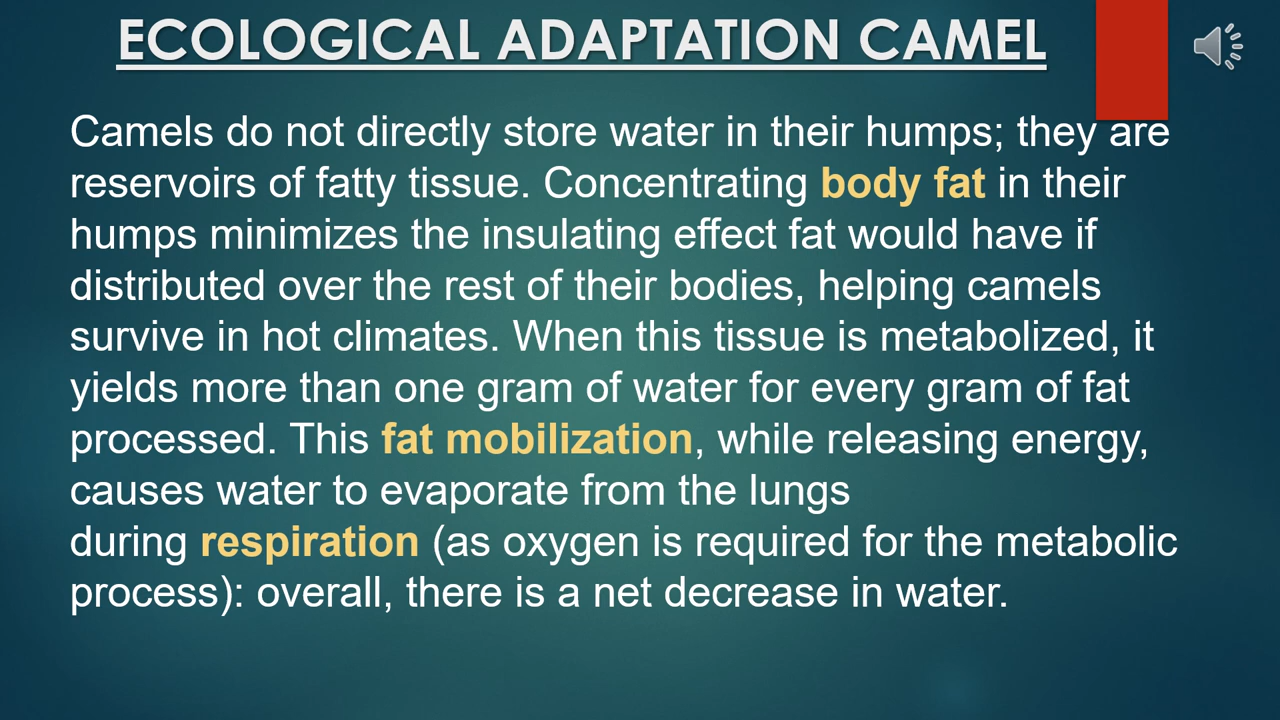 ECOLOGICAL ADAPTATION CAMEL
Camels do not directly store water in their humps; they are
reservoirs of fatty tissue. Concentrating body fat in their
humps minimizes the insulating effect fat would have if
distributed over the rest of their bodies, helping camels
survive in hot climates. When this tissue is metabolized, it
yields more than one gram of water for every gram of fat
processed. This fat mobilization, while releasing energy,
causes water to evaporate from the lungs
during respiration (as oxygen is required for the metabolic
process): overall, there is a net decrease in water.